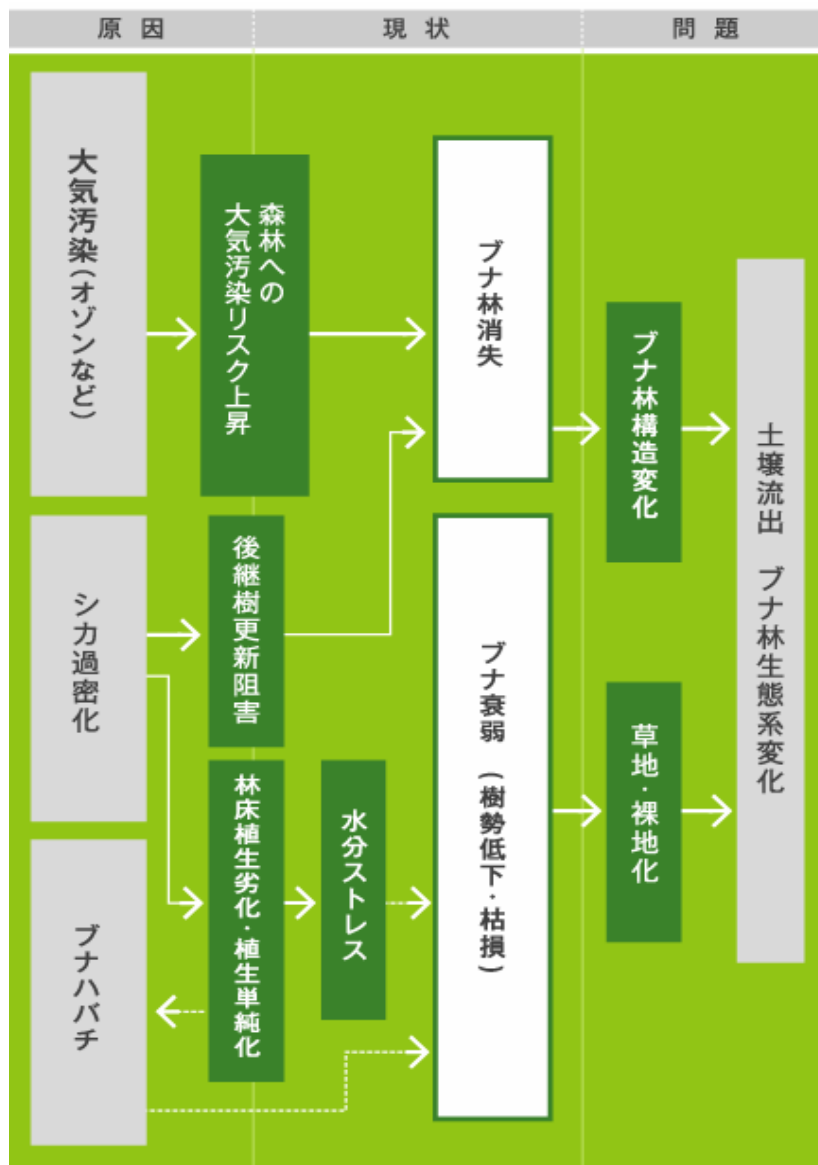 原因
現状
問題
大気汚染(オゾンなど)
森林への
大気汚染リスク上昇
ブナ林消失
ブナ林構造変化
土壌流出 ブナ林生態系変化
シカ過密化
後継樹更新阻害
林床植生劣化・植生単純化
水分ストレス
ブナ衰弱 (樹勢低下・枯損)
草地・裸地化
ブナハバチ